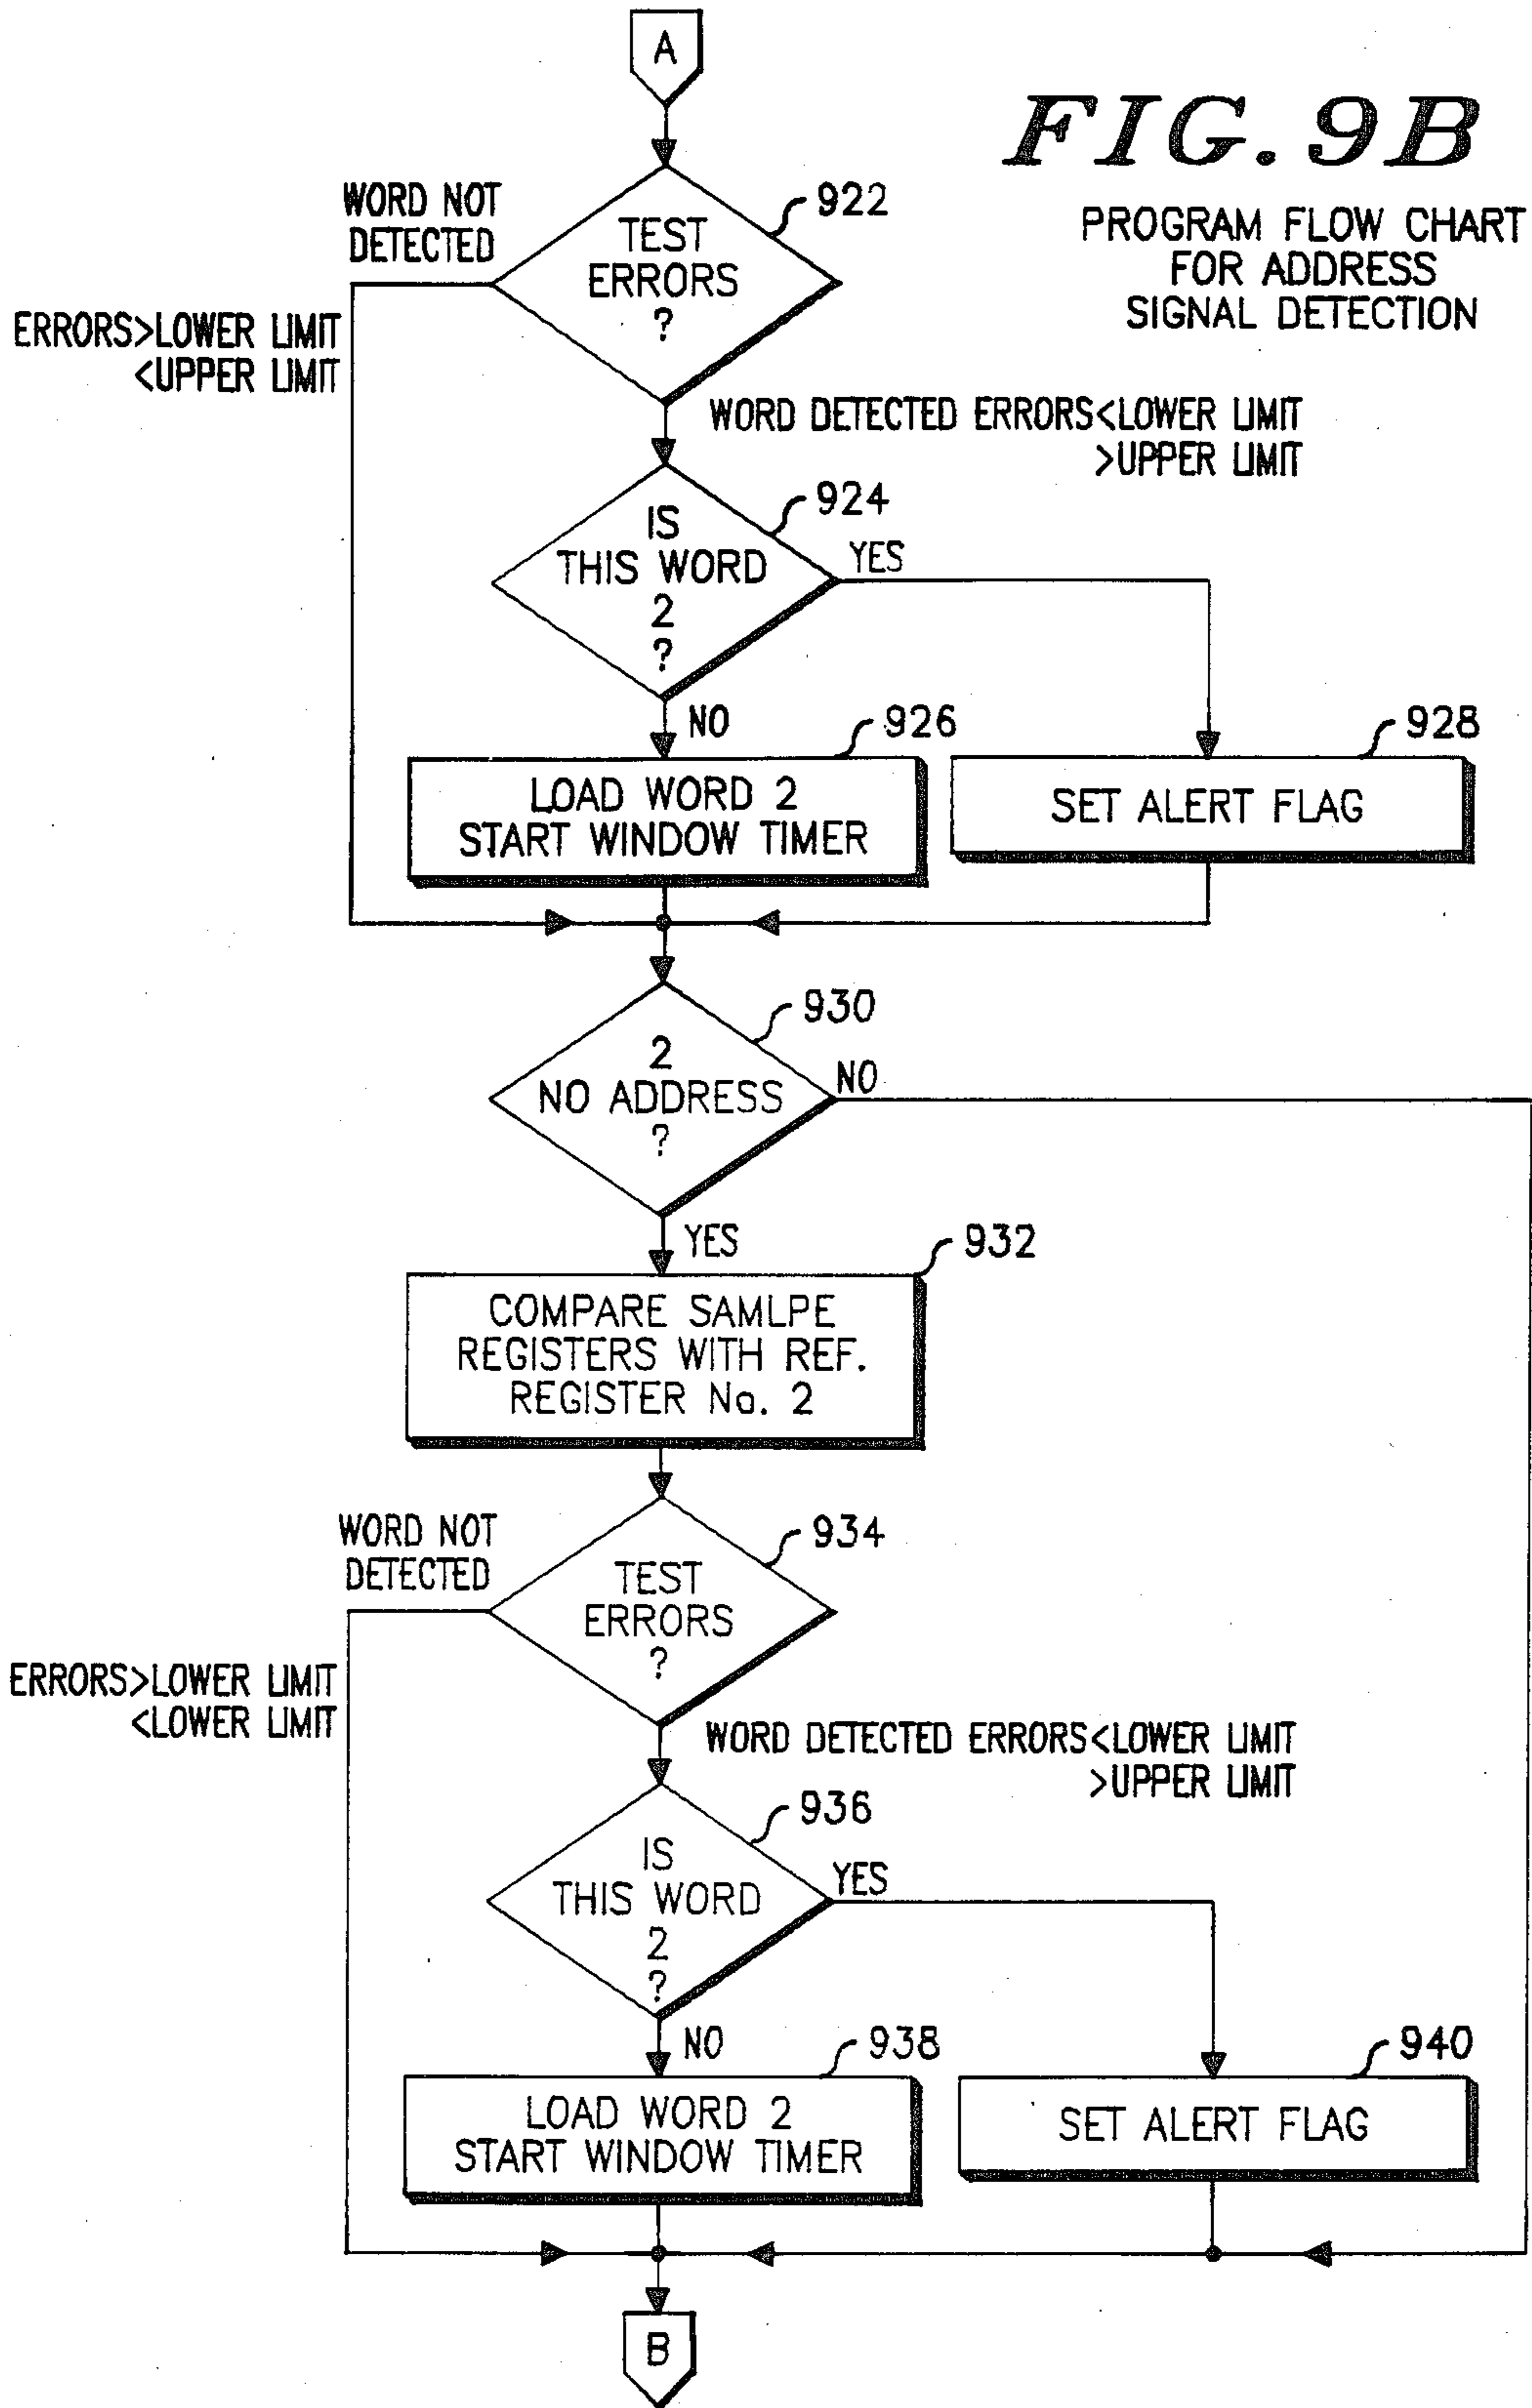 A
FIG. 9B
PROGRAM FLOW CHART
FOR ADDRESS
SIGNAL DETECTION
922
WORD NOT
DETECTED
TEST
ERRORS
?
ERRORS>LOWER LIMIT
<UPPER LIMIT
WORD DETECTED ERRORS<LOWER LIMIT
>UPPER LIMIT
924
IS
THIS WORD
2
?
YES
NO
926
928
LOAD WORD 2
START WINDOW TIMER
SET ALERT FLAG
930
2
NO ADDRESS
?
NO
YES
932
COMPARE SAMLPE
REGISTERS WITH REF.
REGISTER No. 2
934
WORD NOT
DETECTED
TEST
ERRORS
?
ERRORS>LOWER LIMIT
<LOWER LIMIT
WORD DETECTED ERRORS<LOWER LIMIT
>UPPER LIMIT
936
IS
THIS WORD
2
?
YES
NO
938
940
LOAD WORD 2
START WINDOW TIMER
SET ALERT FLAG
B